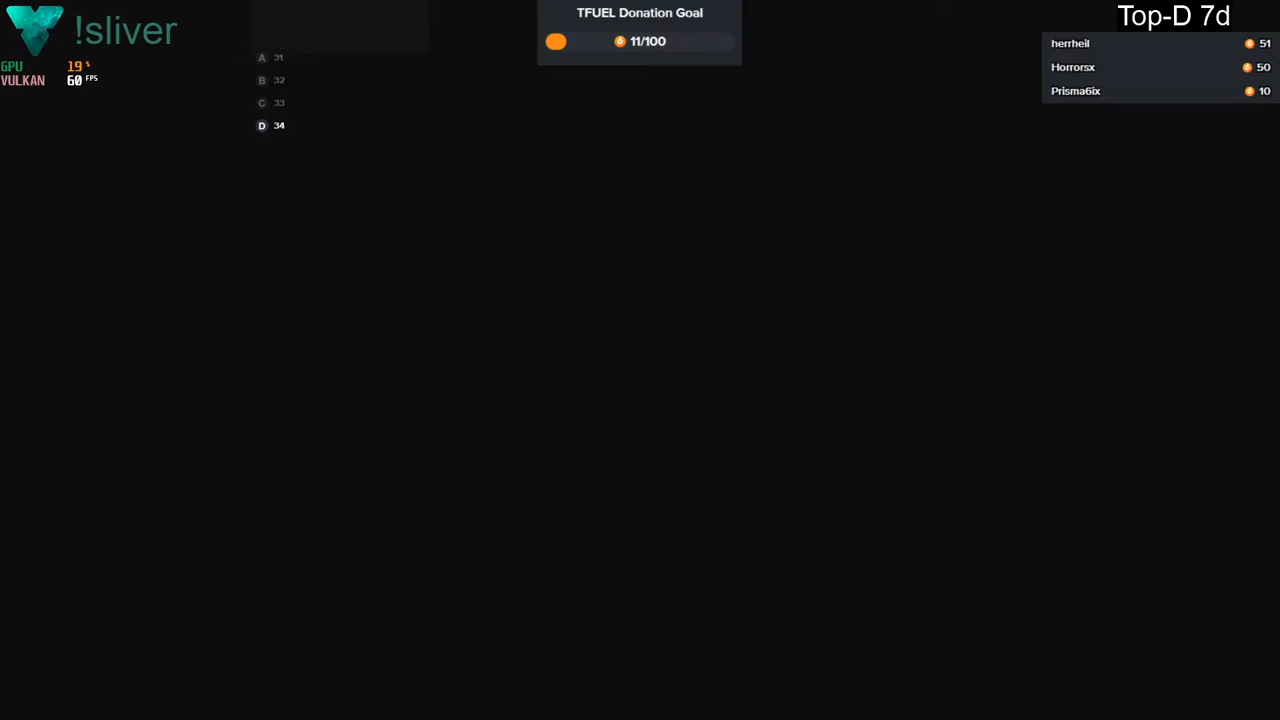 !sliver
GPU 19 %
VULKAN 60 FPS
A 31
B 32
C 33
D 34
TFUEL Donation Goal
11/100
Top-D 7d
herrheil 51
Horrorsx 50
Prisma6ix 10